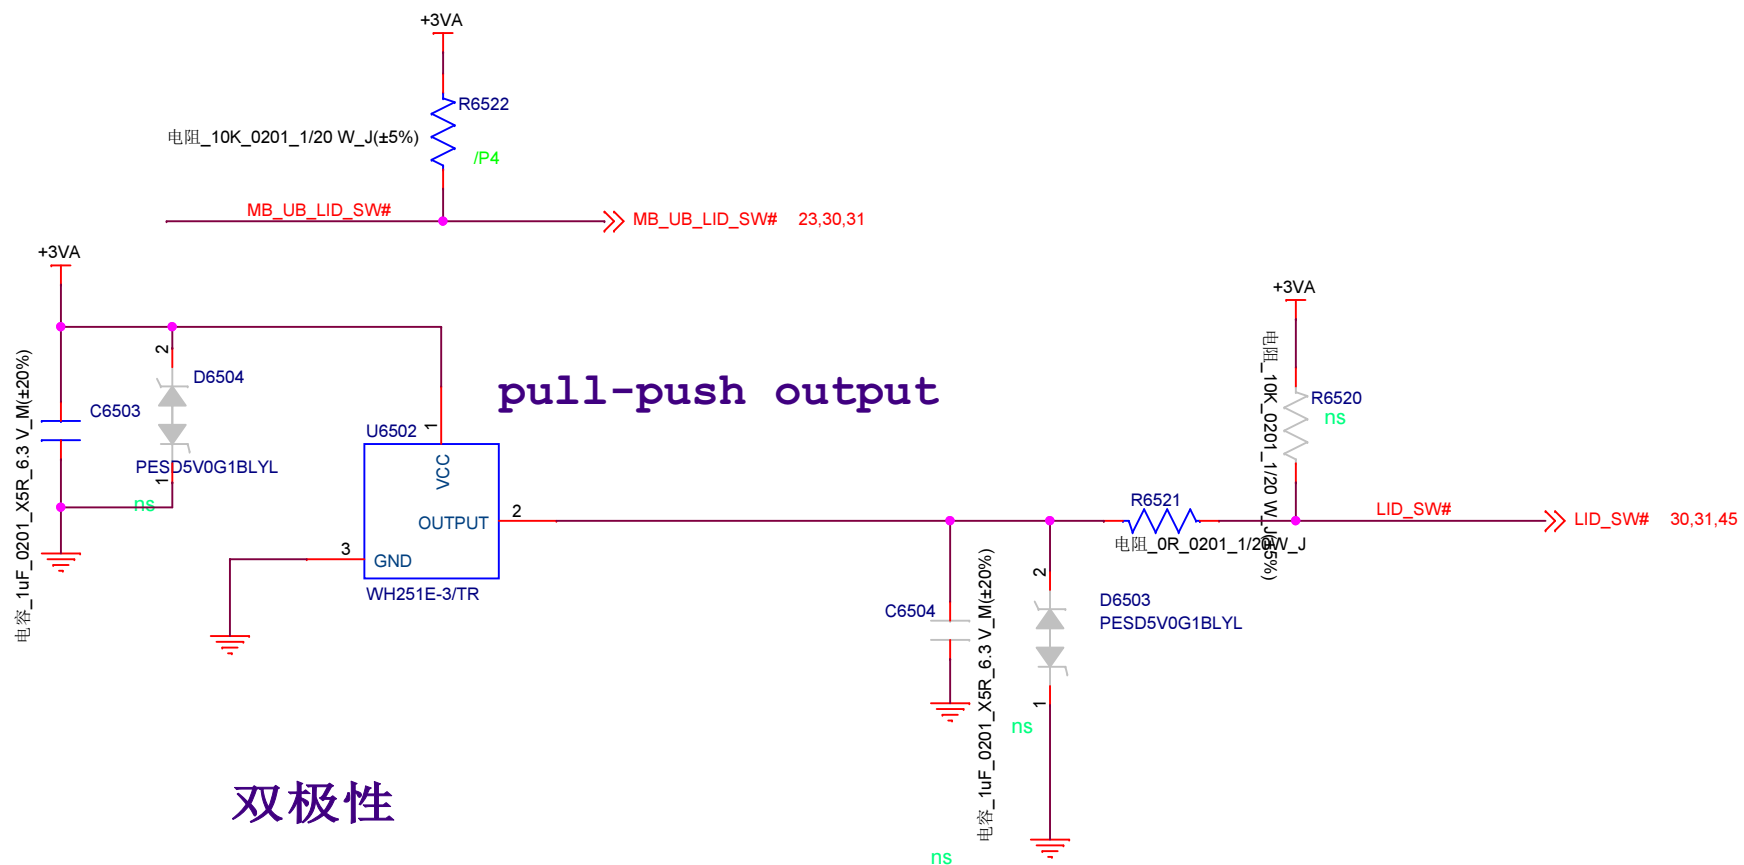 +3VA
R6522
电阻_10K_0201_1/20 W_J(±5%)
/P4
MB_UB_LID_SW#
MB_UB_LID_SW# 23,30,31
+3VA
+3VA
电容_1uF_0201_X5R_6.3 V_M(±20%)
2
D6504
C6503
PESD5V0G1BLYL
1
ns
pull-push output
U6502
1
VCC
OUTPUT
2
3
GND
WH251E-3/TR
电阻_10K_0201_1/20 W_J(±5%)
R6520
ns
R6521
电阻_0R_0201_1/20W_J
LID_SW#
LID_SW# 30,31,45
C6504
电容_1uF_0201_X5R_6.3 V_M(±20%)
2
D6503
PESD5V0G1BLYL
1
ns
双极性
ns